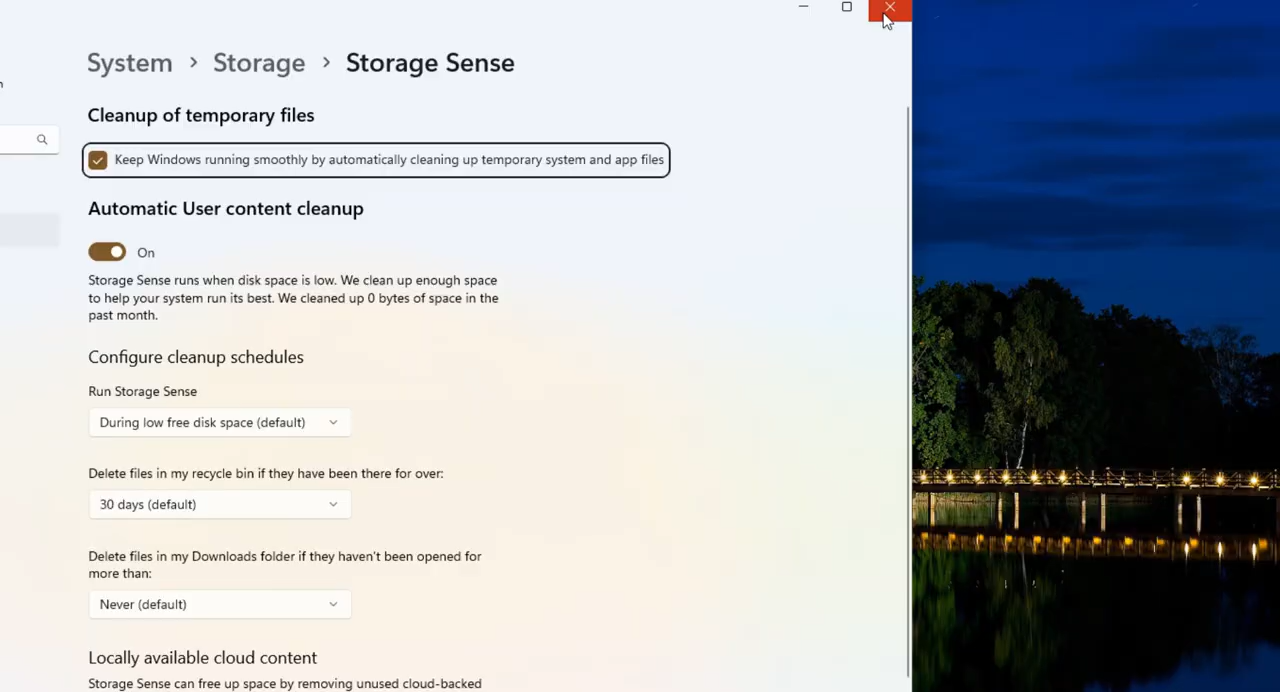 System > Storage > Storage Sense
Cleanup of temporary files
Keep Windows running smoothly by automatically cleaning up temporary system and app files
Automatic User content cleanup
On
Storage Sense runs when disk space is low. We clean up enough space
to help your system run its best. We cleaned up 0 bytes of space in the
past month.
Configure cleanup schedules
Run Storage Sense
During low free disk space (default)
Delete files in my recycle bin if they have been there for over:
30 days (default)
Delete files in my Downloads folder if they haven't been opened for
more than:
Never (default)
Locally available cloud content
Storage Sense can free up space by removing unused cloud-backed